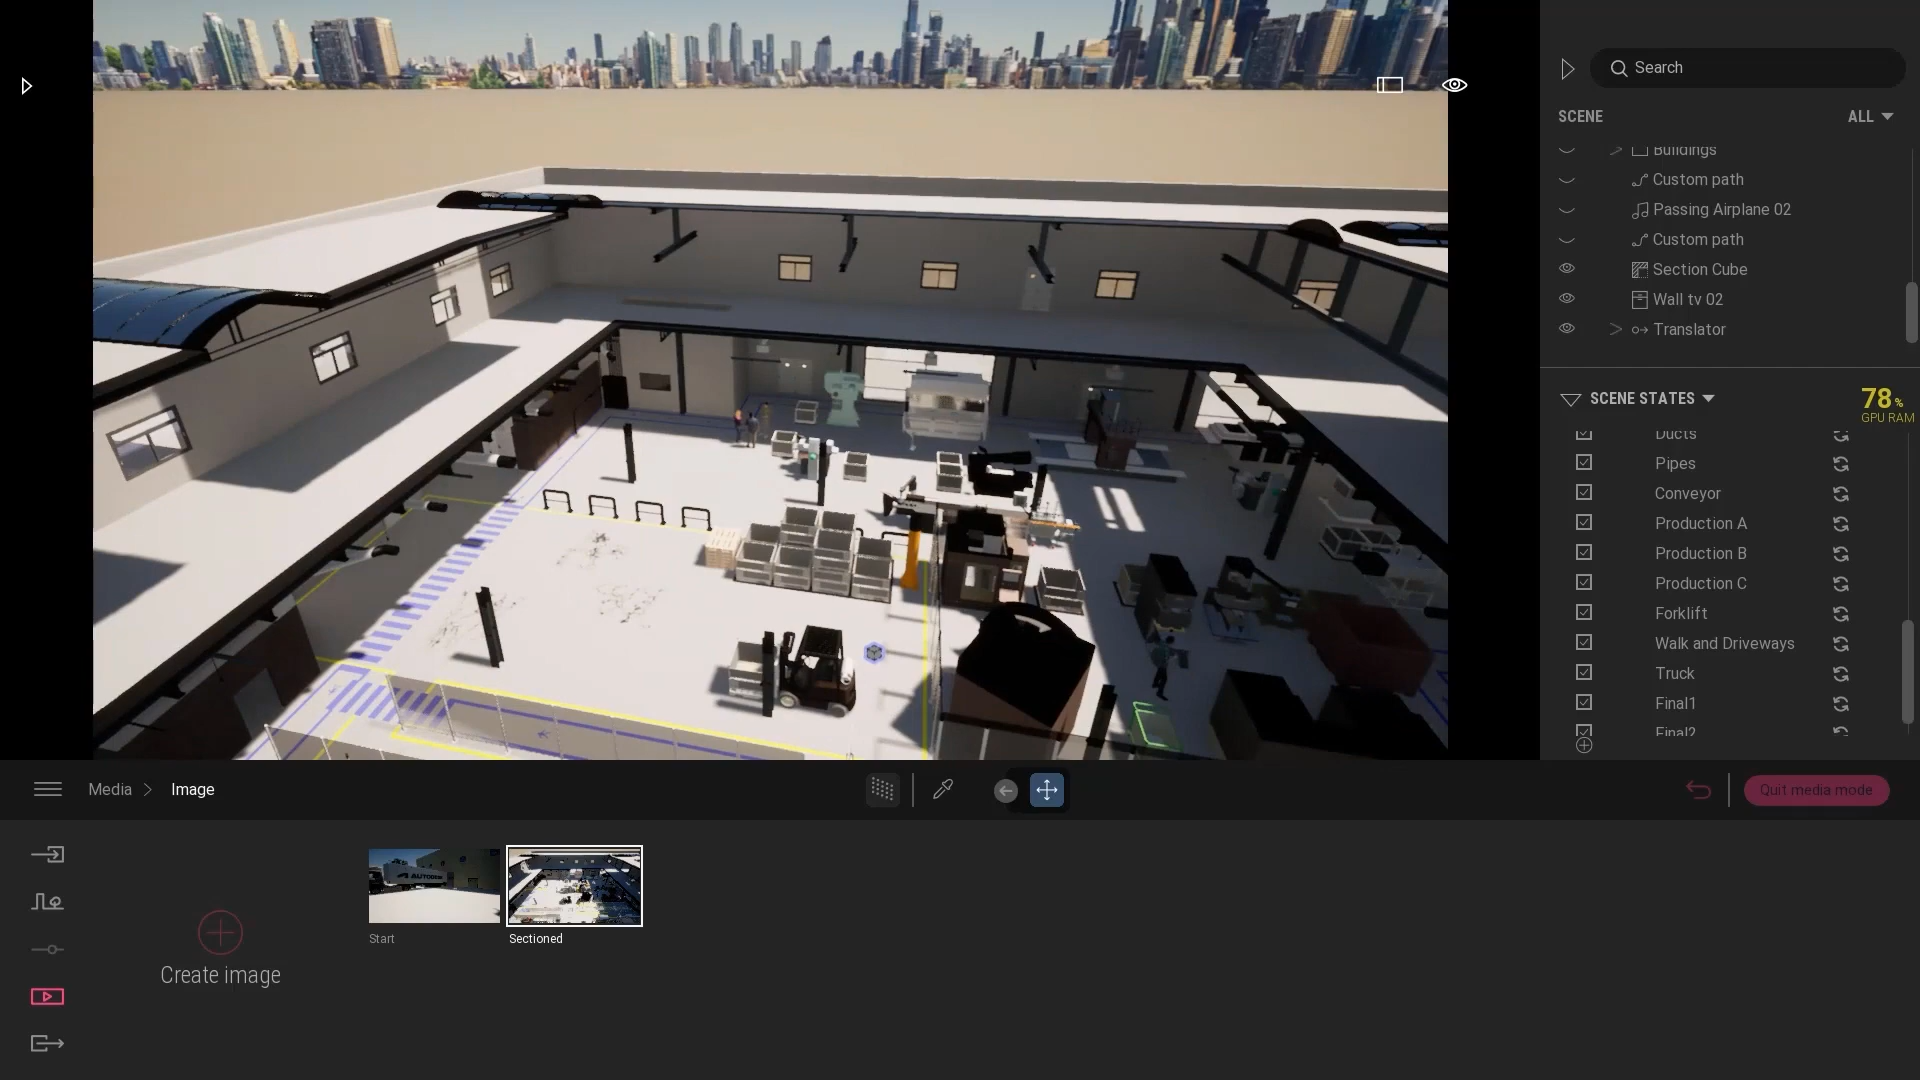 Search
SCENE
ALL
Buildings
Custom path
Passing Airplane 02
Custom path
Section Cube
Wall tv 02
Translator
SCENE STATES
78%
GPU RAM
Ducts
Pipes
Conveyor
Production A
Production B
Production C
Forklift
Walk and Driveways
Truck
Final1
Final2
Media
Image
Quit media mode
AUTODESK
Create image
Start
Sectioned